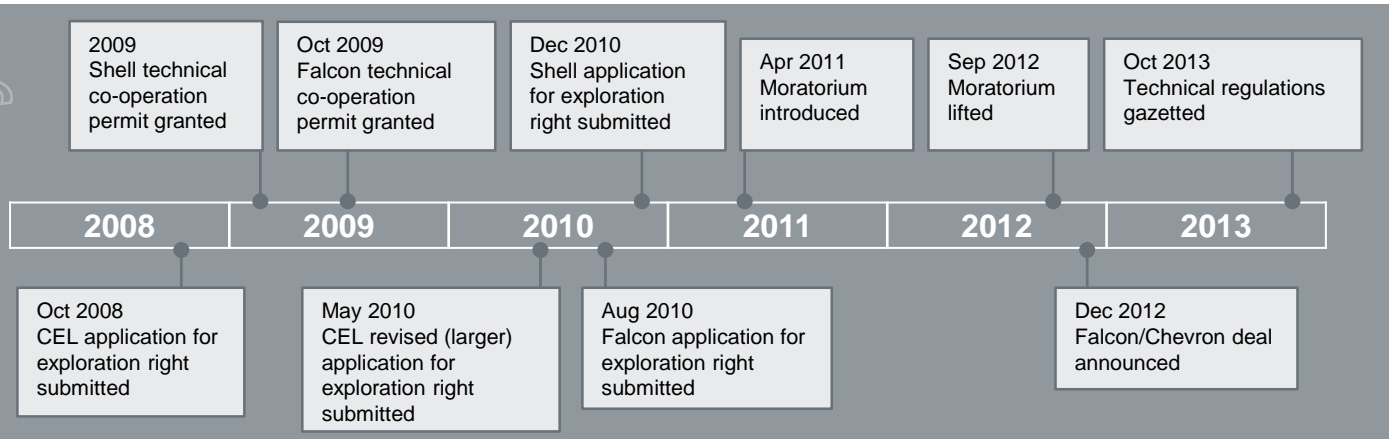 2009
Shell technical
co-operation
permit granted
Oct 2009
Falcon technical
co-operation
permit granted
Dec 2010
Shell application
for exploration
right submitted
Apr 2011
Moratorium
introduced
Sep 2012
Moratorium
lifted
Oct 2013
Technical regulations
gazetted
2008
2009
2010
2011
2012
2013
Oct 2008
CEL application for
exploration right
submitted
May 2010
CEL revised (larger)
application for
exploration right
submitted
Aug 2010
Falcon application for
exploration right
submitted
Dec 2012
Falcon/Chevron deal
announced